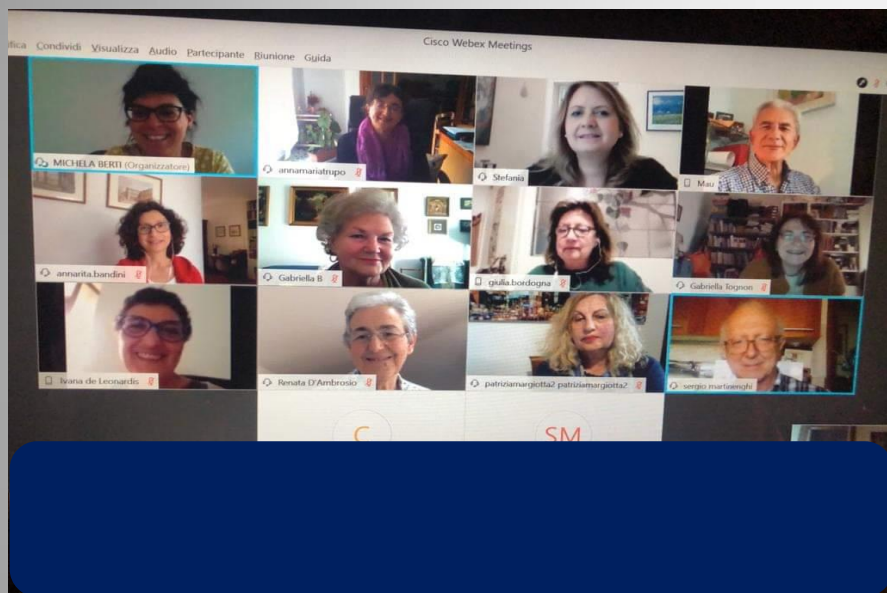 Cisco Webex Meetings
Condividi Visualizza Audio Partecipante Riunione Guida
MICHELA BERTI (Organizzatore)
annamariatrupo
Stefania
Mau
annarita.bandini
Gabriella B
giulia.bordogna
Gabriella Tognon
Ivana de Leonardis
Renata D'Ambrosio
patriziamargiotta2 patriziamargiotta2
sergio.martinenghi
C
SM